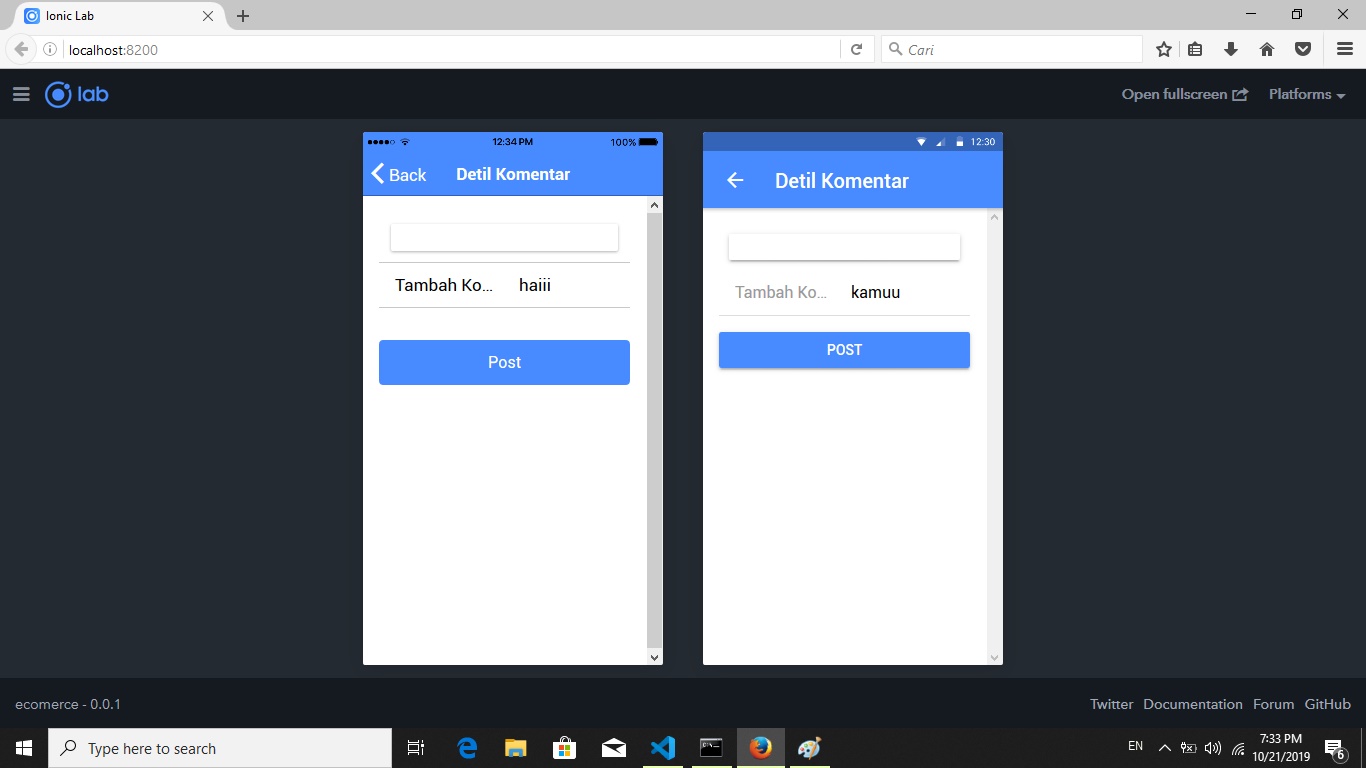 Ionic Lab
localhost:8200
Cari
lab
Open fullscreen
Platforms
12:34 PM
100%
Back
Detil Komentar
Tambah Ko...
haiii
Post
12:30
Detil Komentar
Tambah Ko...
kamuu
POST
ecomerce - 0.0.1
Twitter Documentation Forum GitHub
Type here to search
EN
7:33 PM
10/21/2019
6